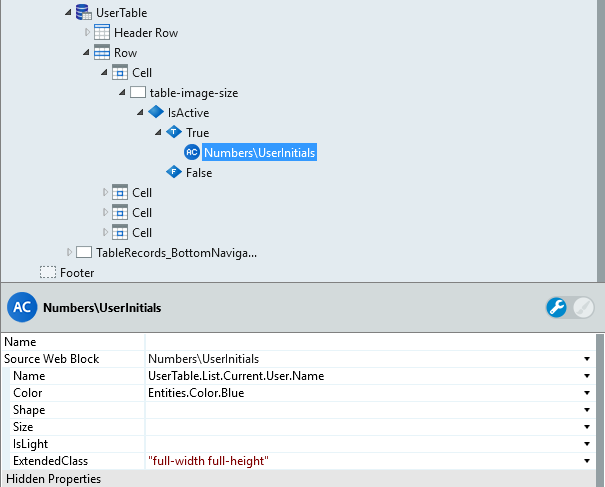 UserTable
Header Row
Row
Cell
table-image-size
IsActive
T True
AC Numbers\UserInitials
F False
Cell
Cell
Cell
TableRecords_BottomNaviga...
Footer
AC Numbers\UserInitials
Name
Source Web Block Numbers\UserInitials
Name UserTable.List.Current.User.Name
Color Entities.Color.Blue
Shape
Size
IsLight
ExtendedClass "full-width full-height"
Hidden Properties